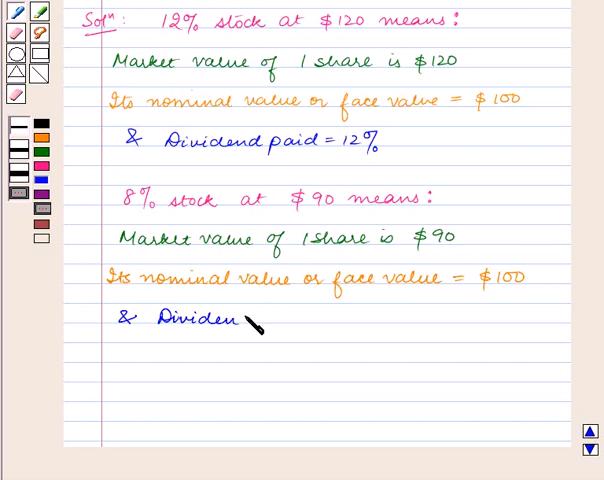 Solⁿ: 12% stock at $120 means:
Market value of 1 share is $120
Its nominal value or face value = $100
& Dividend paid = 12%
8% stock at $90 means:
Market value of 1 share is $90
Its nominal value or face value = $100
& Dividen